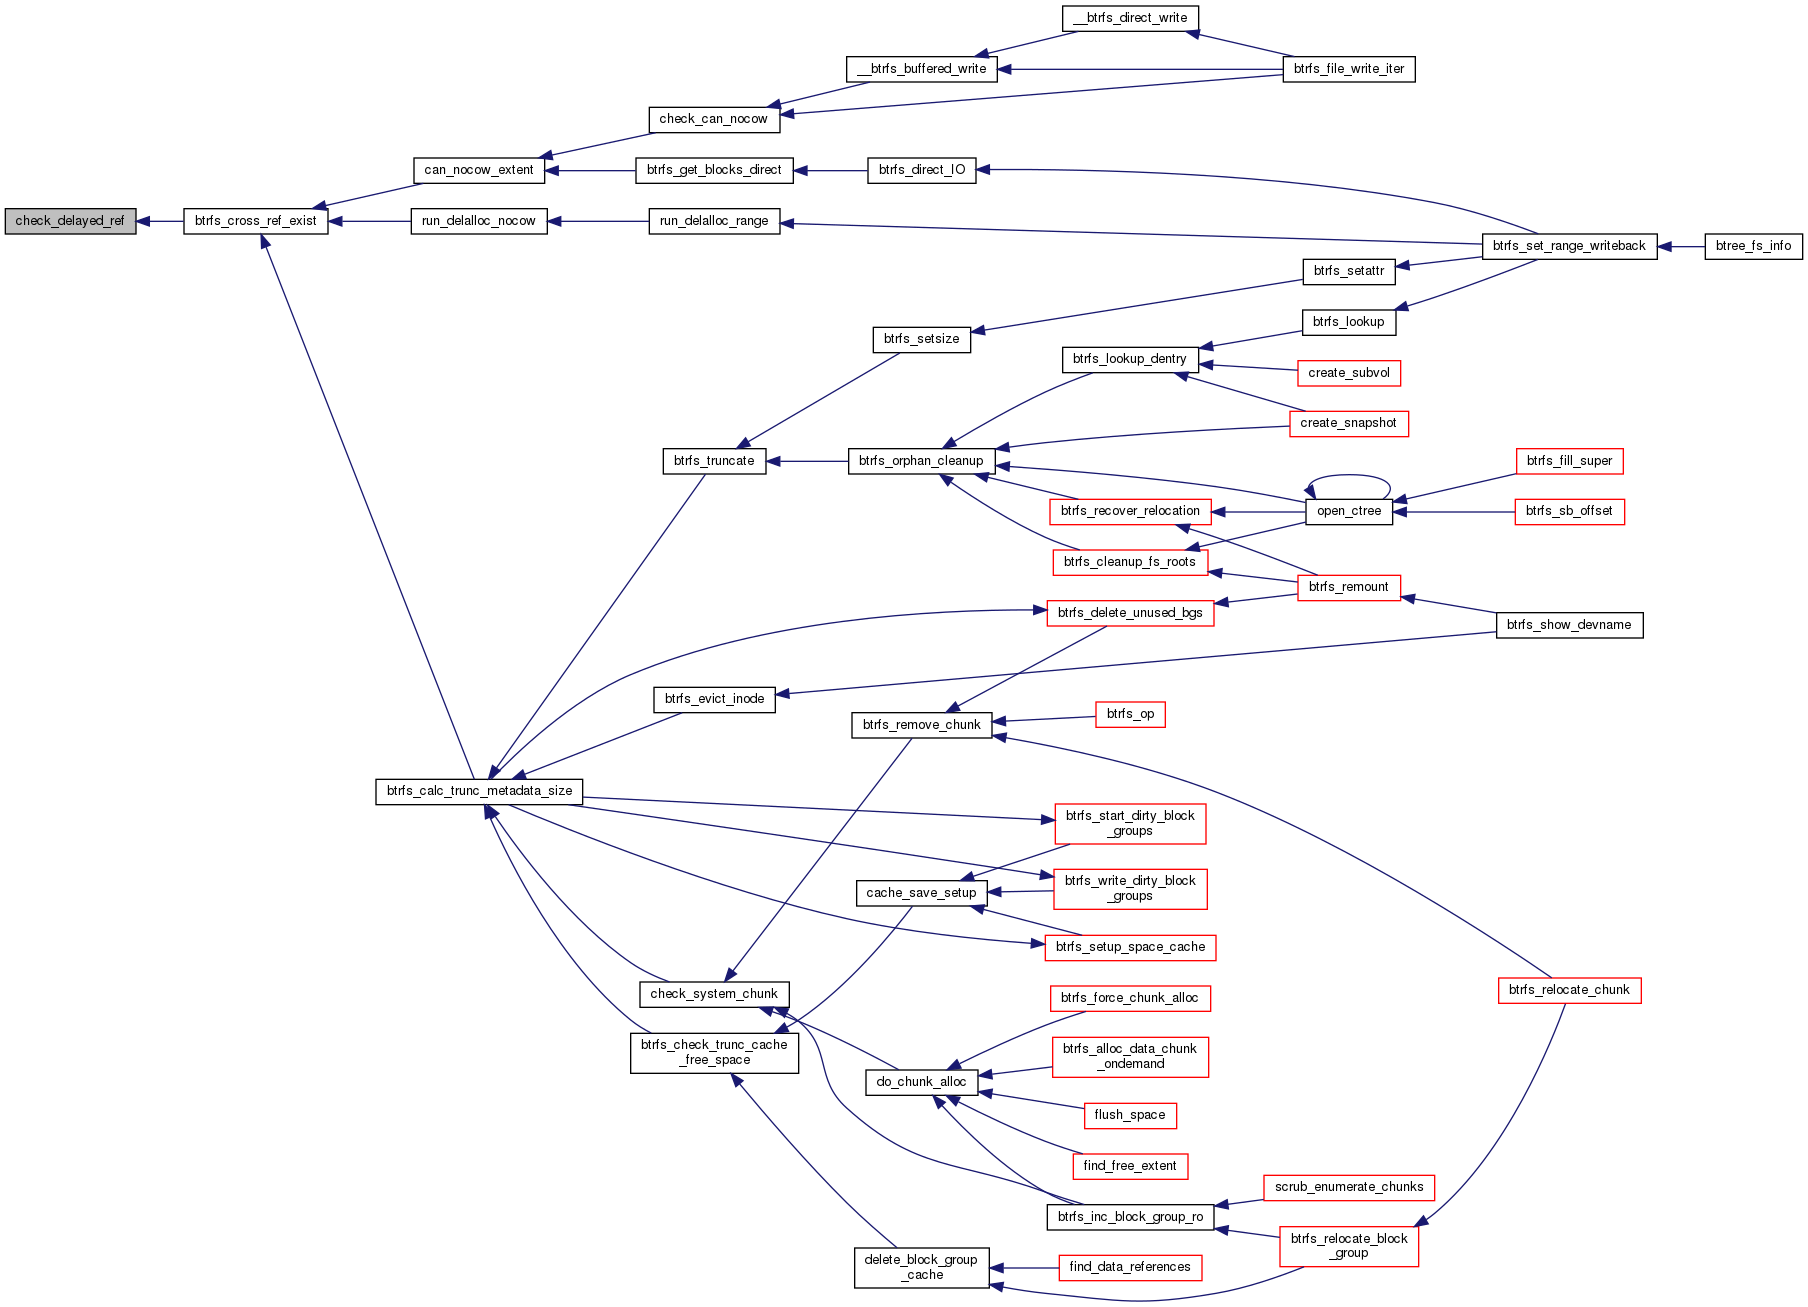 __btrfs_direct_write
__btrfs_buffered_write
btrfs_file_write_iter
check_can_nocow
can_nocow_extent
btrfs_get_blocks_direct
btrfs_direct_IO
check_delayed_ref
btrfs_cross_ref_exist
run_delalloc_nocow
run_delalloc_range
btrfs_set_range_writeback
btree_fs_info
btrfs_setattr
btrfs_lookup
btrfs_setsize
btrfs_lookup_dentry
create_subvol
create_snapshot
btrfs_truncate
btrfs_orphan_cleanup
btrfs_fill_super
btrfs_recover_relocation
open_ctree
btrfs_sb_offset
btrfs_cleanup_fs_roots
btrfs_remount
btrfs_delete_unused_bgs
btrfs_show_devname
btrfs_evict_inode
btrfs_remove_chunk
btrfs_op
btrfs_calc_trunc_metadata_size
btrfs_start_dirty_block
_groups
cache_save_setup
btrfs_write_dirty_block
_groups
btrfs_setup_space_cache
check_system_chunk
btrfs_relocate_chunk
btrfs_force_chunk_alloc
btrfs_check_trunc_cache
_free_space
btrfs_alloc_data_chunk
_ondemand
do_chunk_alloc
flush_space
find_free_extent
scrub_enumerate_chunks
btrfs_inc_block_group_ro
btrfs_relocate_block
_group
delete_block_group
_cache
find_data_references